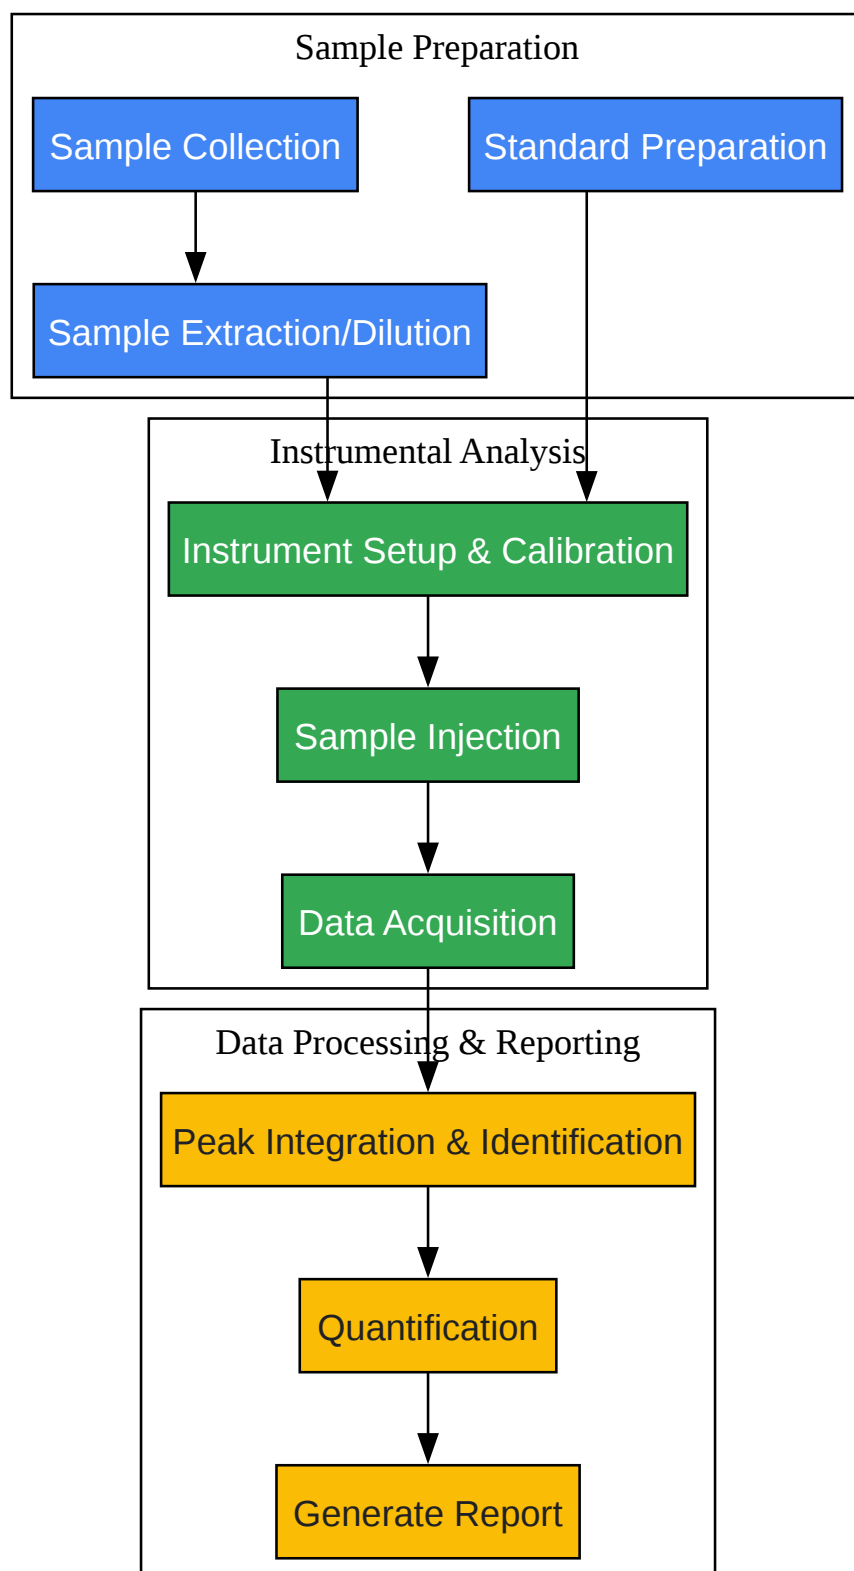 Sample Preparation
Sample Collection
Standard Preparation
Sample Extraction/Dilution
Instrumental Analysis
Instrument Setup & Calibration
Sample Injection
Data Acquisition
Data Processing & Reporting
Peak Integration & Identification
Quantification
Generate Report